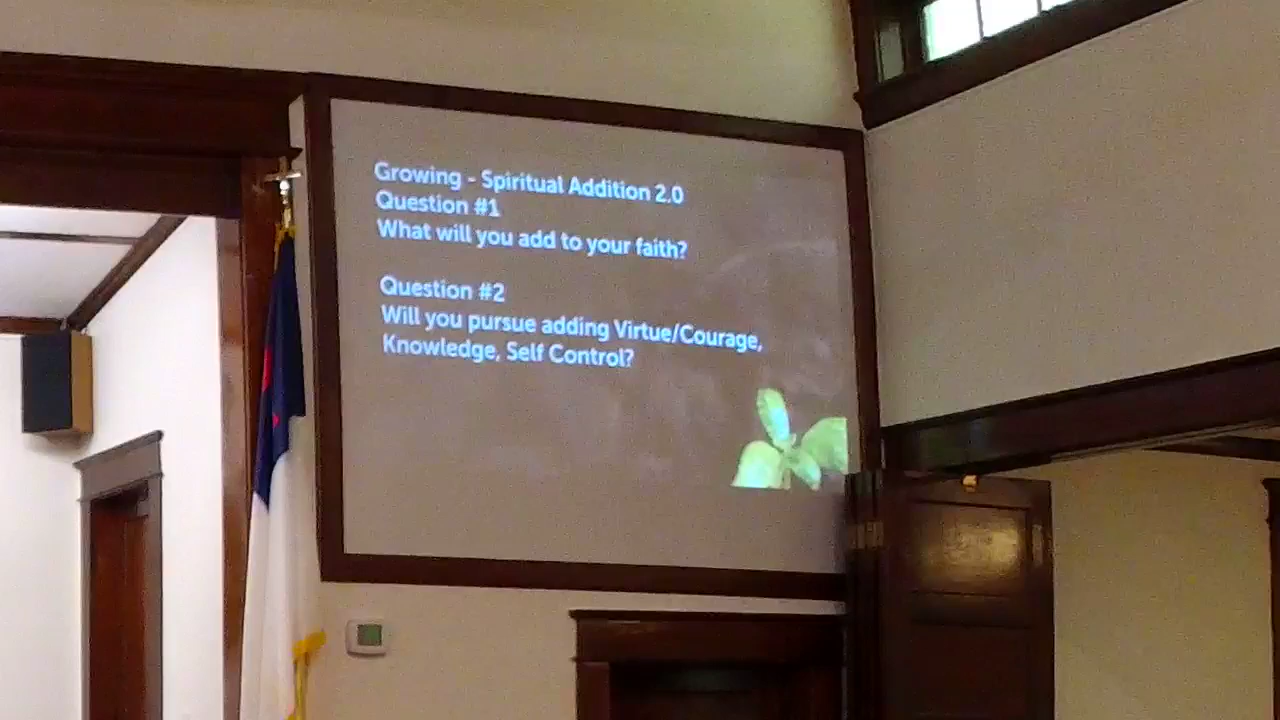 Growing - Spiritual Addition 2.0
Question #1
What will you add to your faith?
Question #2
Will you pursue adding Virtue/Courage,
Knowledge, Self Control?